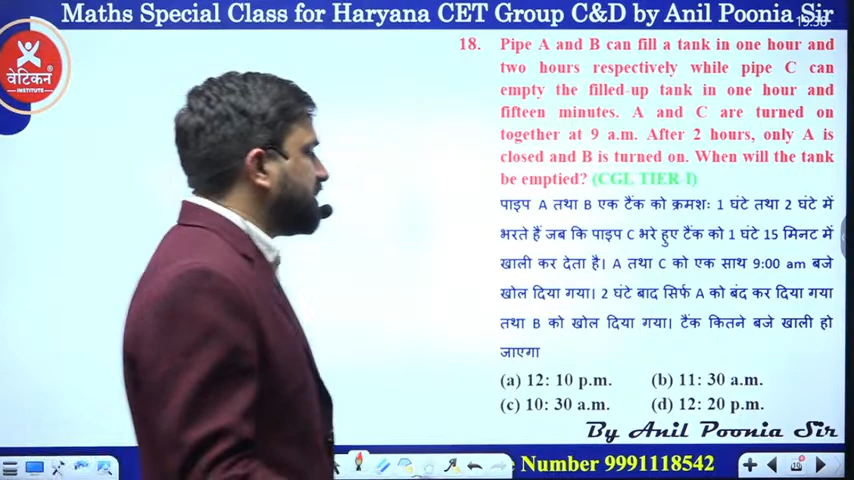 Maths Special Class for Haryana CET Group C&D by Anil Poonia Sir
19:30
वेटिकन
INSTITUTE
18. Pipe A and B can fill a tank in one hour and
two hours respectively while pipe C can
empty the filled-up tank in one hour and
fifteen minutes. A and C are turned on
together at 9 a.m. After 2 hours, only A is
closed and B is turned on. When will the tank
be emptied? (CGL TIER-I)
पाइप A तथा B एक टैंक को क्रमशः 1 घंटे तथा 2 घंटे में
भरते हैं जब कि पाइप C भरे हुए टैंक को 1 घंटे 15 मिनट में
खाली कर देता है। A तथा C को एक साथ 9:00 am बजे
खोल दिया गया। 2 घंटे बाद सिर्फ A को बंद कर दिया गया
तथा B को खोल दिया गया। टैंक कितने बजे खाली हो
जाएगा
(a) 12: 10 p.m. (b) 11: 30 a.m.
(c) 10: 30 a.m. (d) 12: 20 p.m.
By Anil Poonia Sir
Number 9991118542